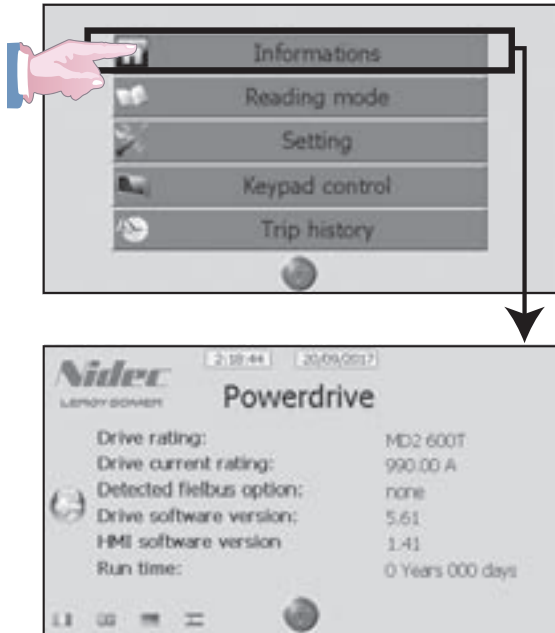 Informations
Reading mode
Setting
Keypad control
Trip history
2:18:44 20/09/2017
Nidec
LEROY-SOMER
Powerdrive
Drive rating: MD2 600T
Drive current rating: 990.00 A
Detected fielbus option: none
Drive software version: 5.61
HMI software version 1.41
Run time: 0 Years 000 days